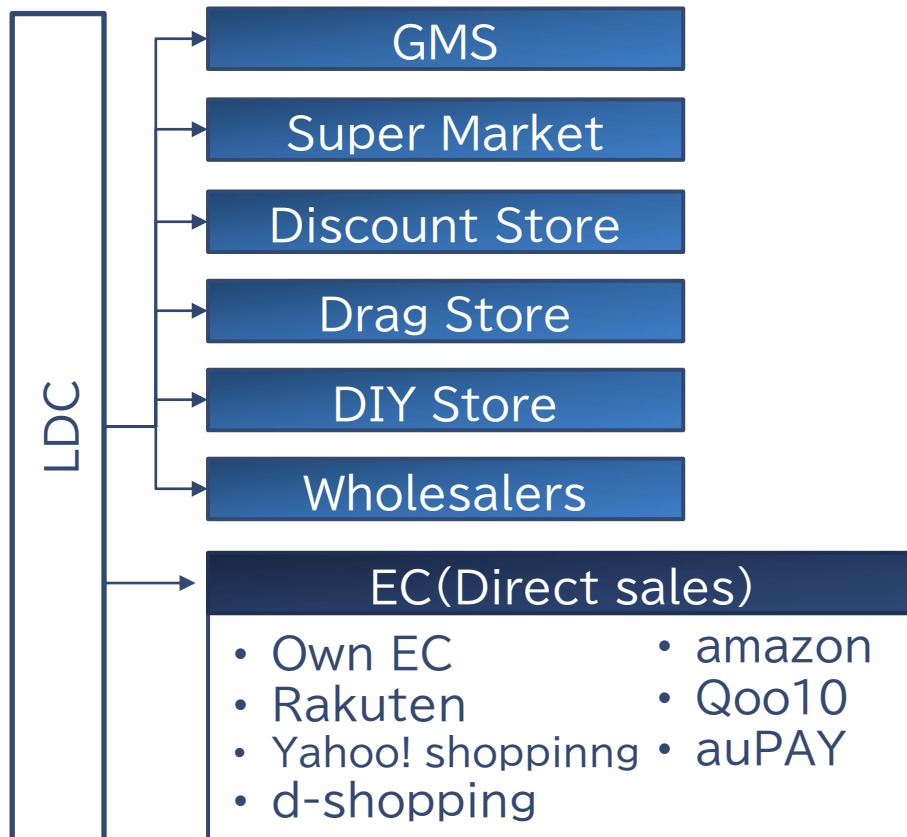 LDC
GMS
Super Market
Discount Store
Drag Store
DIY Store
Wholesalers
EC(Direct sales)
• Own EC
• Rakuten
• Yahoo! shoppinng
• d-shopping
• amazon
• Qoo10
• auPAY